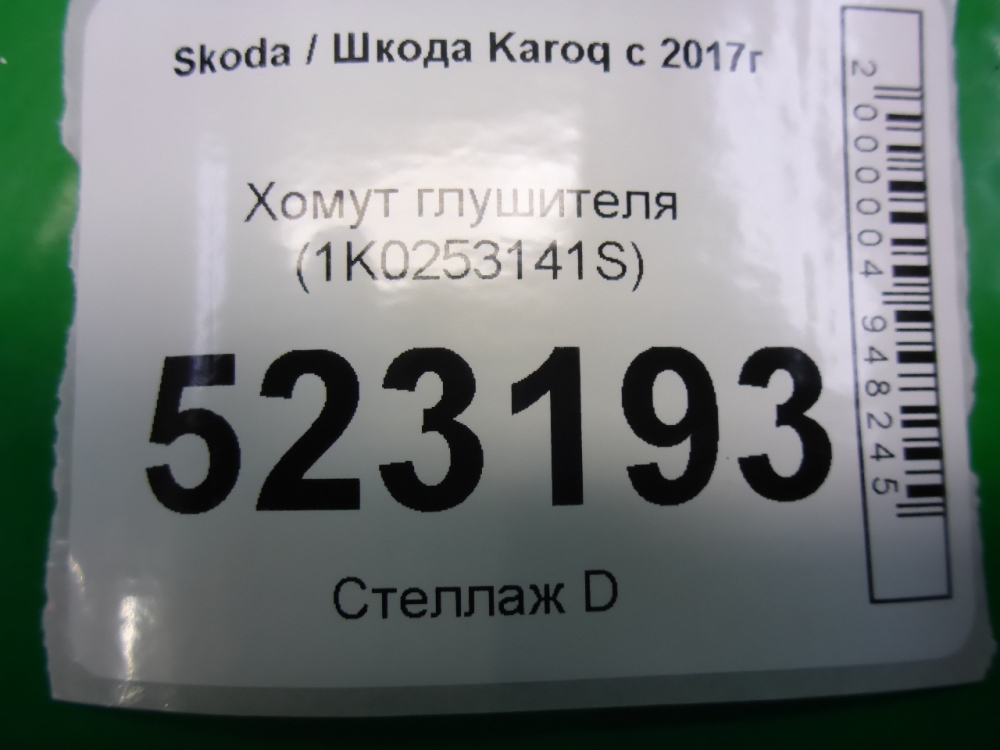 Skoda / Шкода Karoq с 2017г
Хомут глушителя
(1K0253141S)
523193
Стеллаж D
2000004948245